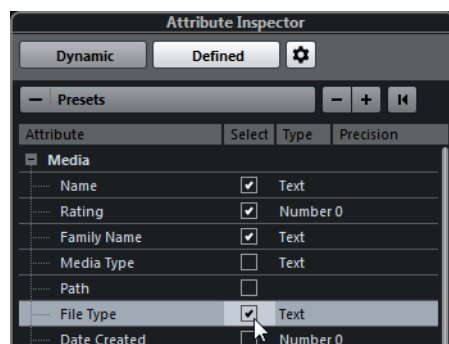 Attribute Inspector
Dynamic Defined
Presets
Attribute Select Type Precision
Media
Name Text
Rating Number 0
Family Name Text
Media Type Text
Path
File Type Text
Date Created Number 0